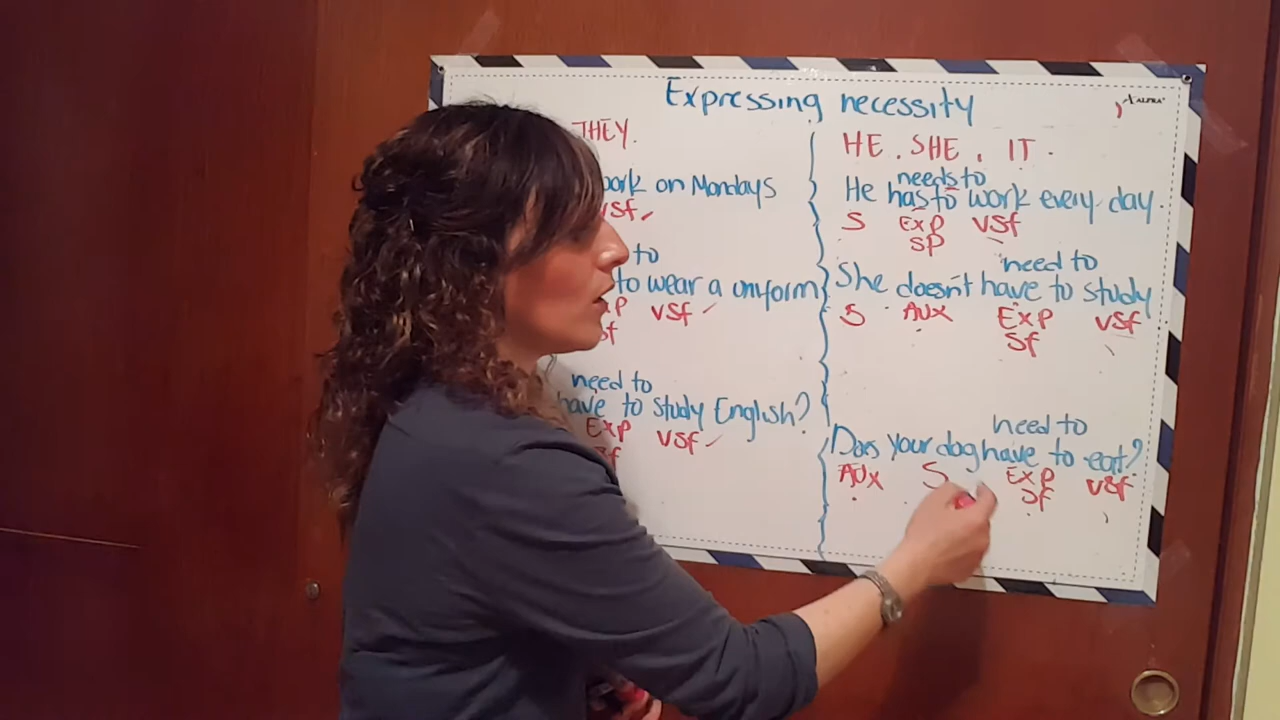 Expressing necessity
ALPRA
THEY.
work on Mondays
VSf
to
to wear a uniform
VSf
need to
have to study English?
Exp VSf
Sf
HE, SHE, IT.
needs to
He has to work every day.
S Exp VSf
SP
need to
She doesn't have to study
S AUX Exp VSf
Sf
need to
Does your dog have to eat?
AUX S Exp VSf
Sf